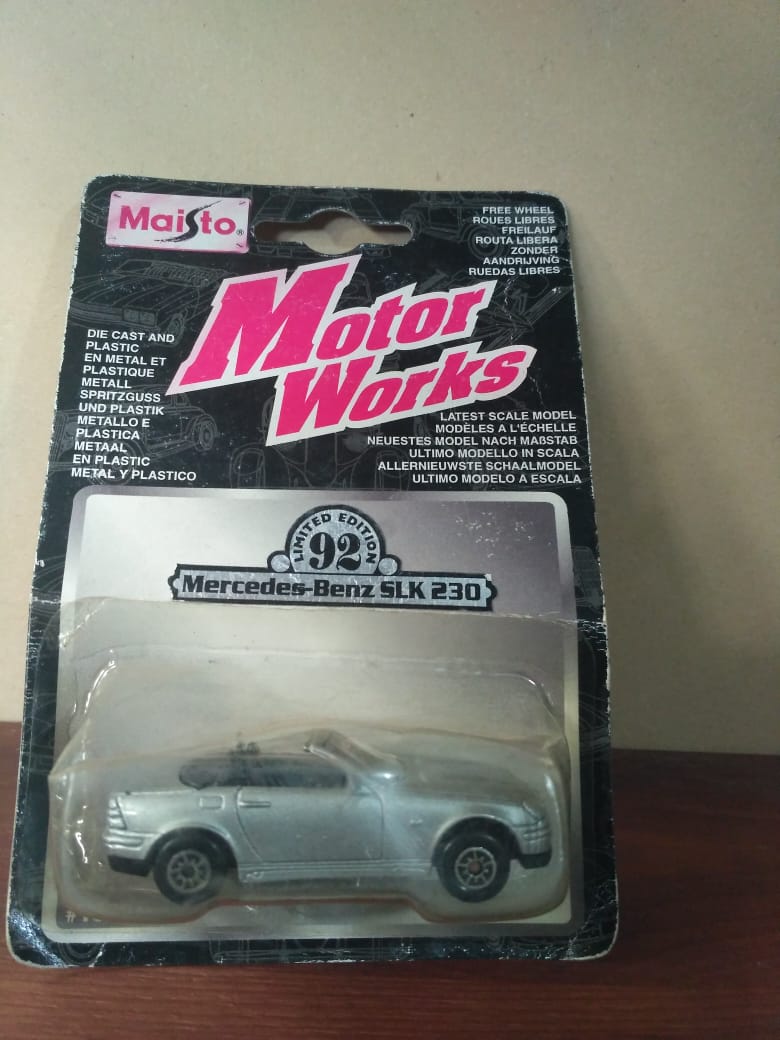 Maisto®
FREE WHEEL
ROUES LIBRES
FREILAUF
ROUTA LIBERA
ZONDER
AANDRIJVING
RUEDAS LIBRES
Motor
Works
DIE CAST AND
PLASTIC
EN METAL ET
PLASTIQUE
METALL
SPRITZGUSS
UND PLASTIK
METALLO E
PLASTICA
METAAL
EN PLASTIC
METAL Y PLASTICO
LATEST SCALE MODEL
MODÈLES A L'ÉCHELLE
NEUESTES MODEL NACH MAßSTAB
ULTIMO MODELLO IN SCALA
ALLERNIEUWSTE SCHAALMODEL
ULTIMO MODELO A ESCALA
LIMITED EDITION
92
Mercedes-Benz SLK 230